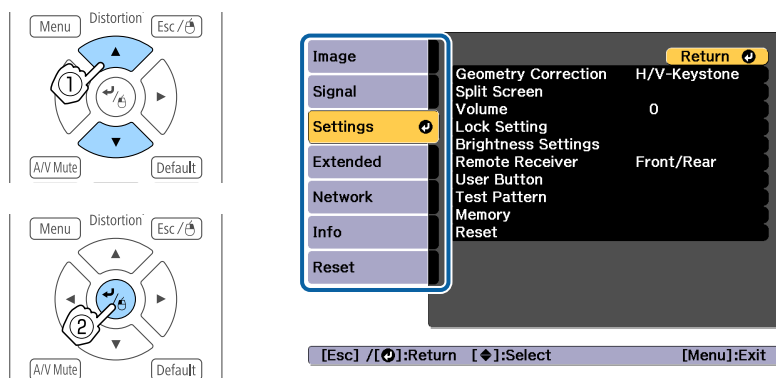 Menu
Distortion
Esc /
1
A/V Mute
Default
Menu
Distortion
Esc /
2
A/V Mute
Default
Image
Signal
Settings
Extended
Network
Info
Reset
Return
Geometry Correction H/V-Keystone
Split Screen
Volume 0
Lock Setting
Brightness Settings
Remote Receiver Front/Rear
User Button
Test Pattern
Memory
Reset
[Esc] /[ ]:Return [ ]:Select [Menu]:Exit